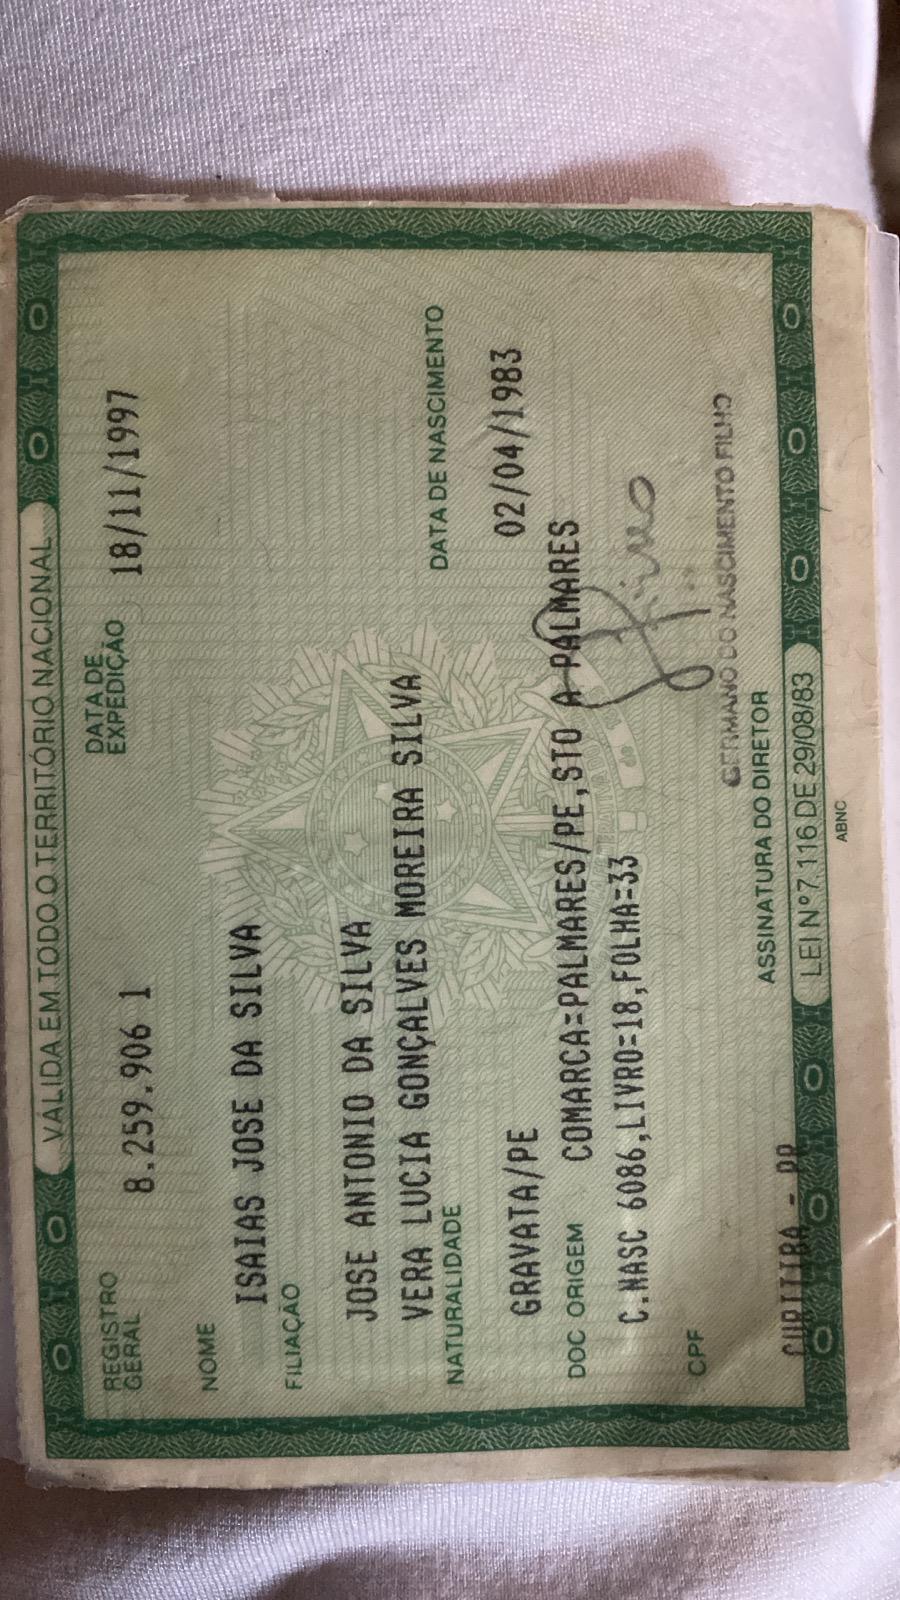 VÁLIDA EM TODO O TERRITÓRIO NACIONAL
REGISTRO GERAL 8.259.906 1 DATA DE EXPEDIÇÃO 18/11/1997
NOME
ISAIAS JOSE DA SILVA
FILIAÇÃO
JOSE ANTONIO DA SILVA
VERA LUCIA GONÇALVES MOREIRA SILVA
NATURALIDADE DATA DE NASCIMENTO
GRAVATA/PE 02/04/1983
DOC ORIGEM COMARCA=PALMARES/PE,STO A PALMARES
C.NASC 6086,LIVRO=18,FOLHA=33
CPF
GERMANO DO NASCIMENTO FILHO
CURITIBA - PR
ASSINATURA DO DIRETOR
LEI Nº 7.116 DE 29/08/83
ABNC